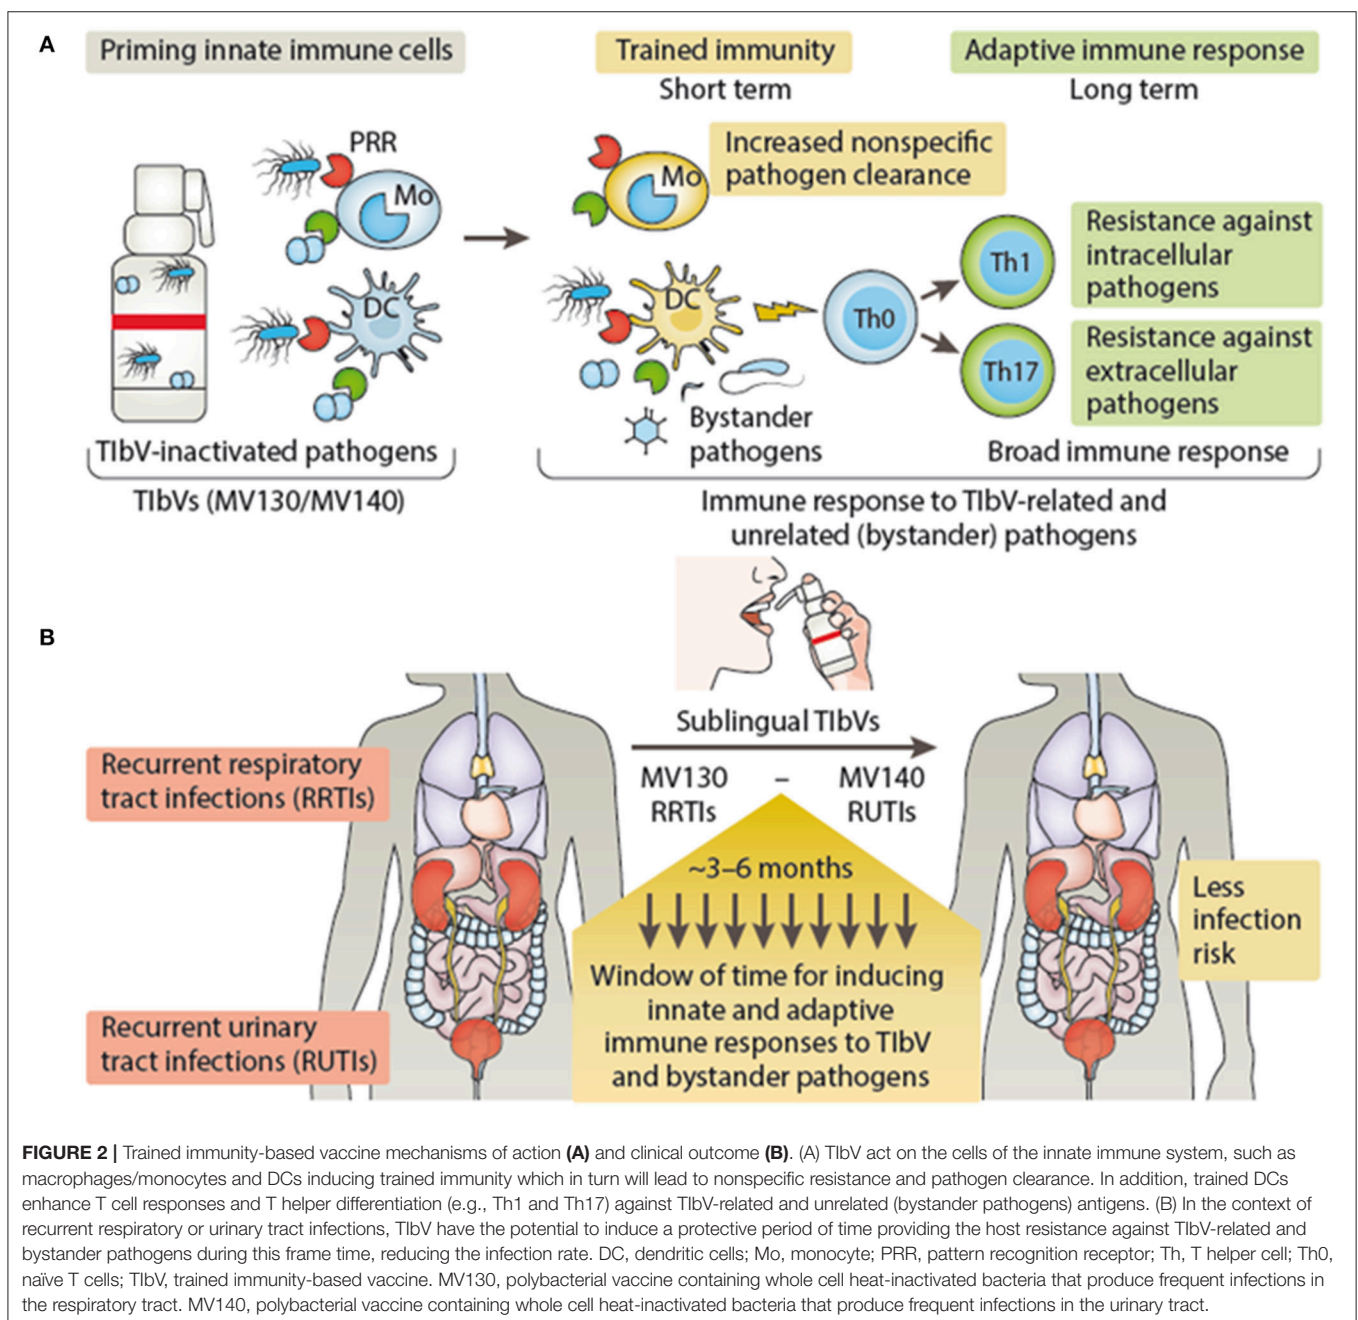 A
Priming innate immune cells
Trained immunity
Short term
Adaptive immune response
Long term
PRR
Mo
DC
TIbV-inactivated pathogens
TIbVs (MV130/MV140)
Mo
Increased nonspecific
pathogen clearance
DC
Th0
Th1
Th17
Resistance against
intracellular
pathogens
Resistance against
extracellular
pathogens
Bystander
pathogens
Broad immune response
Immune response to TIbV-related and
unrelated (bystander) pathogens
B
Recurrent respiratory
tract infections (RRTIs)
Recurrent urinary
tract infections (RUTIs)
Sublingual TIbVs
MV130 – MV140
RRTIs RUTIs
~3–6 months
Window of time for inducing
innate and adaptive
immune responses to TIbV
and bystander pathogens
Less
infection
risk
FIGURE 2 | Trained immunity-based vaccine mechanisms of action (A) and clinical outcome (B). (A) TIbV act on the cells of the innate immune system, such as
macrophages/monocytes and DCs inducing trained immunity which in turn will lead to nonspecific resistance and pathogen clearance. In addition, trained DCs
enhance T cell responses and T helper differentiation (e.g., Th1 and Th17) against TIbV-related and unrelated (bystander pathogens) antigens. (B) In the context of
recurrent respiratory or urinary tract infections, TIbV have the potential to induce a protective period of time providing the host resistance against TIbV-related and
bystander pathogens during this frame time, reducing the infection rate. DC, dendritic cells; Mo, monocyte; PRR, pattern recognition receptor; Th, T helper cell; Th0,
naïve T cells; TIbV, trained immunity-based vaccine. MV130, polybacterial vaccine containing whole cell heat-inactivated bacteria that produce frequent infections in
the respiratory tract. MV140, polybacterial vaccine containing whole cell heat-inactivated bacteria that produce frequent infections in the urinary tract.